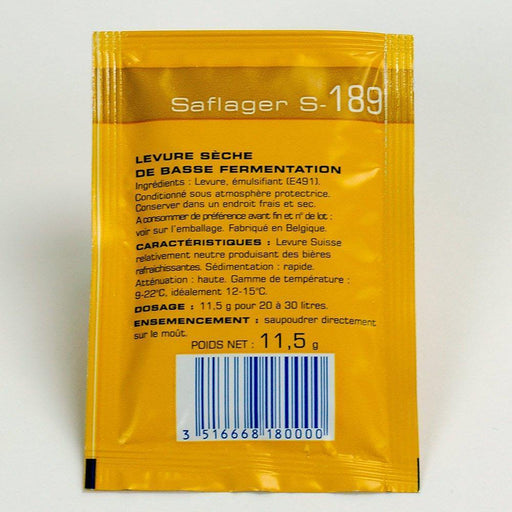 Saflager S-189
LEVURE SÈCHE
DE BASSE FERMENTATION
Ingrédients : Levure, émulsifiant (E491).
Conditionné sous atmosphère protectrice.
Conserver dans un endroit frais et sec.
A consommer de préférence avant fin et n° de lot :
voir sur l'emballage. Fabriqué en Belgique.
CARACTÉRISTIQUES : Levure Suisse
relativement neutre produisant des bières
rafraichissantes. Sédimentation : rapide.
Atténuation : haute. Gamme de température :
9-22°C, idéalement 12-15°C.
DOSAGE : 11,5 g pour 20 à 30 litres.
ENSEMENCEMENT : saupoudrer directement
sur le moût.
POIDS NET : 11,5 g
3 516668 180000